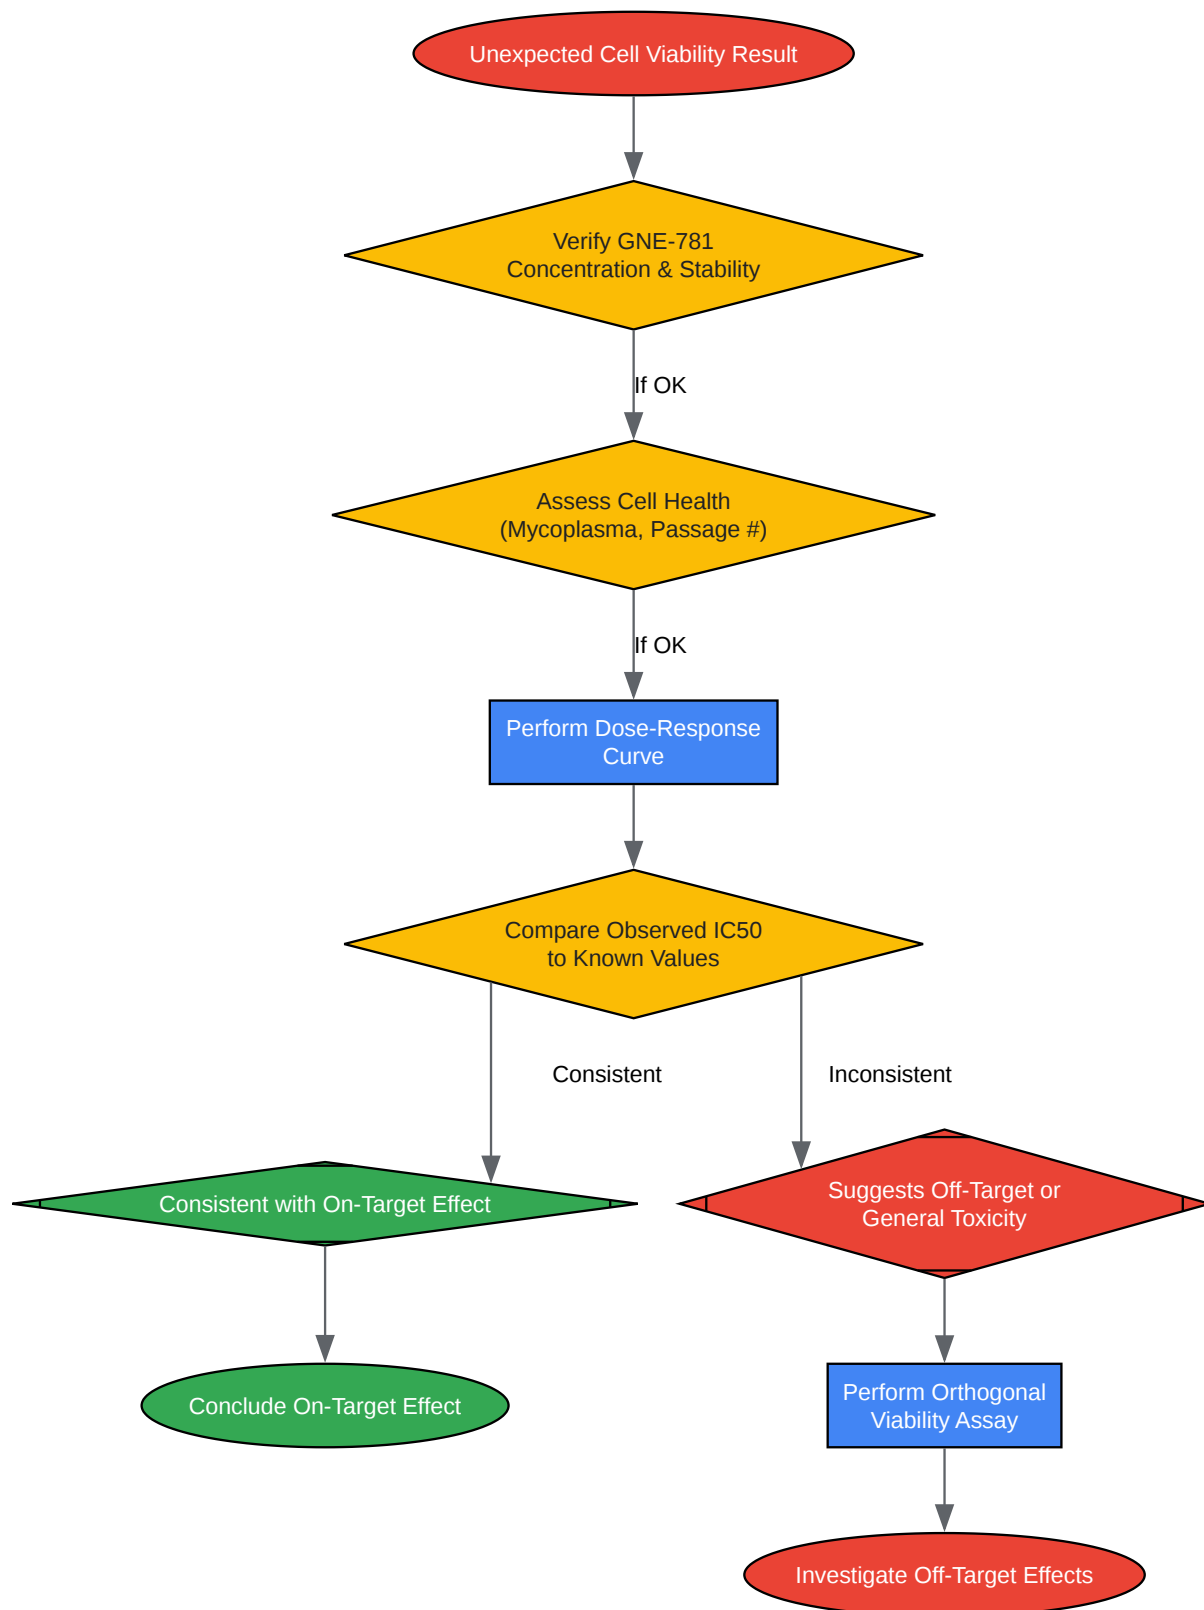 Unexpected Cell Viability Result
Verify GNE-781
Concentration & Stability
If OK
Assess Cell Health
(Mycoplasma, Passage #)
If OK
Perform Dose-Response
Curve
Compare Observed IC50
to Known Values
Consistent
Inconsistent
Consistent with On-Target Effect
Suggests Off-Target or
General Toxicity
Conclude On-Target Effect
Perform Orthogonal
Viability Assay
Investigate Off-Target Effects